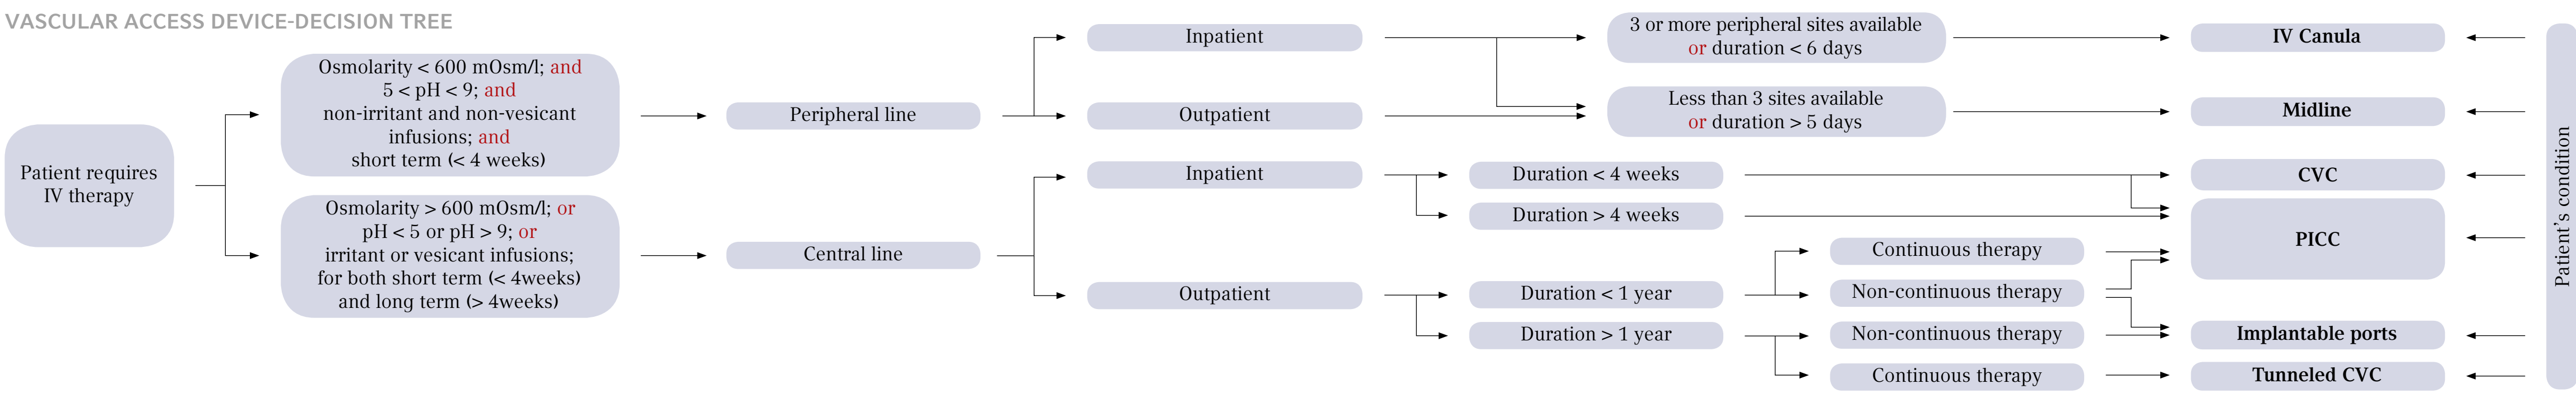 VASCULAR ACCESS DEVICE-DECISION TREE
Patient requires
IV therapy
Osmolarity < 600 mOsm/l; and
5 < pH < 9; and
non-irritant and non-vesicant
infusions; and
short term (< 4 weeks)
Osmolarity > 600 mOsm/l; or
pH < 5 or pH > 9; or
irritant or vesicant infusions;
for both short term (< 4weeks)
and long term (> 4weeks)
Peripheral line
Central line
Inpatient
Outpatient
Inpatient
Outpatient
3 or more peripheral sites available
or duration < 6 days
Less than 3 sites available
or duration > 5 days
Duration < 4 weeks
Duration > 4 weeks
Duration < 1 year
Duration > 1 year
Continuous therapy
Non-continuous therapy
Non-continuous therapy
Continuous therapy
IV Canula
Midline
CVC
PICC
Implantable ports
Tunneled CVC
Patient's condition